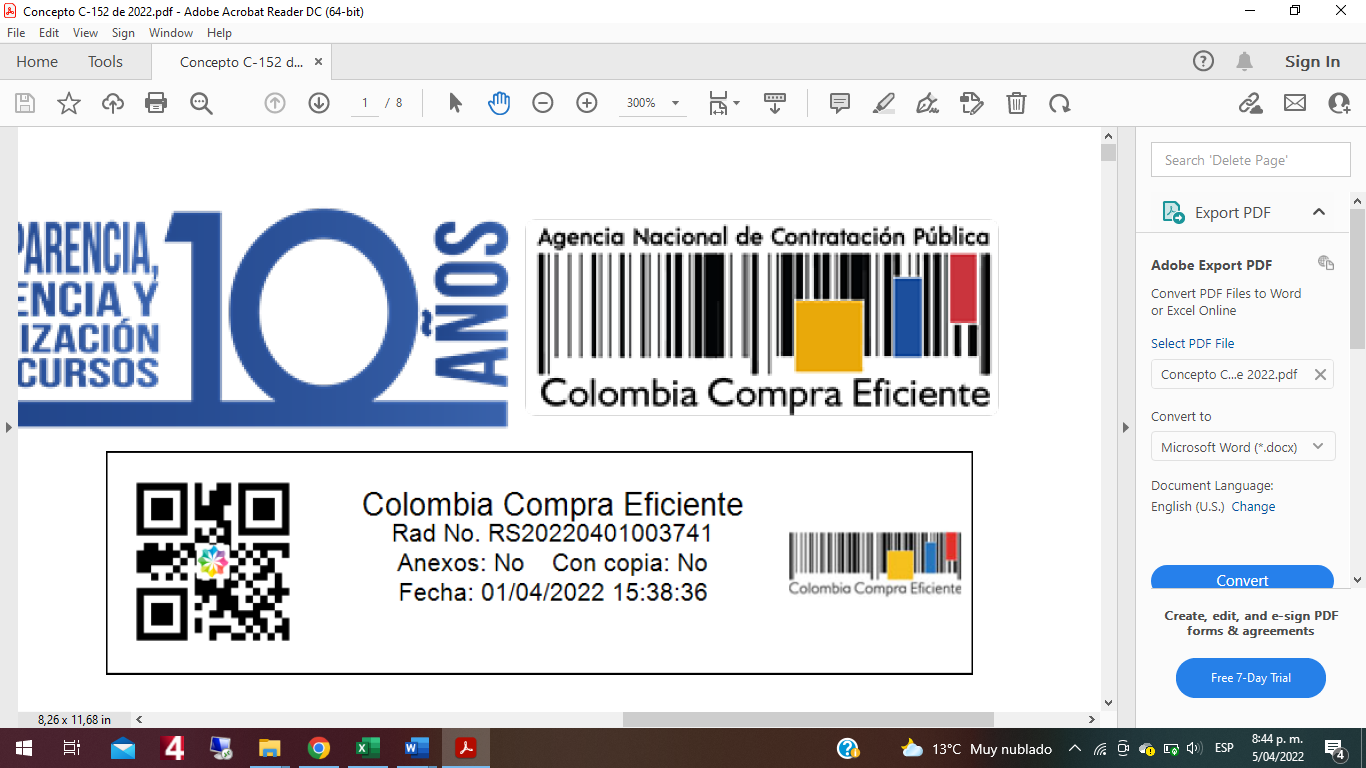 Concepto C-152 de 2022.pdf - Adobe Acrobat Reader DC (64-bit)
File Edit View Sign Window Help
Home Tools Concepto C-152 d... × Sign In
1 / 8 300%
PARENCIA,
ENCIA Y
IZACIÓN
CURSOS
10 AÑOS
Agencia Nacional de Contratación Pública
Colombia Compra Eficiente
Colombia Compra Eficiente
Rad No. RS20220401003741
Anexos: No Con copia: No
Fecha: 01/04/2022 15:38:36
Colombia Compra Eficiente
8,26 x 11,68 in
Search 'Delete Page'
Export PDF
Adobe Export PDF
Convert PDF Files to Word
or Excel Online
Select PDF File
Concepto C...e 2022.pdf
Convert to
Microsoft Word (*.docx)
Document Language:
English (U.S.) Change
Convert
Create, edit, and e-sign PDF
forms & agreements
Free 7-Day Trial
4
13°C Muy nublado ESP 8:44 p. m.
5/04/2022
4